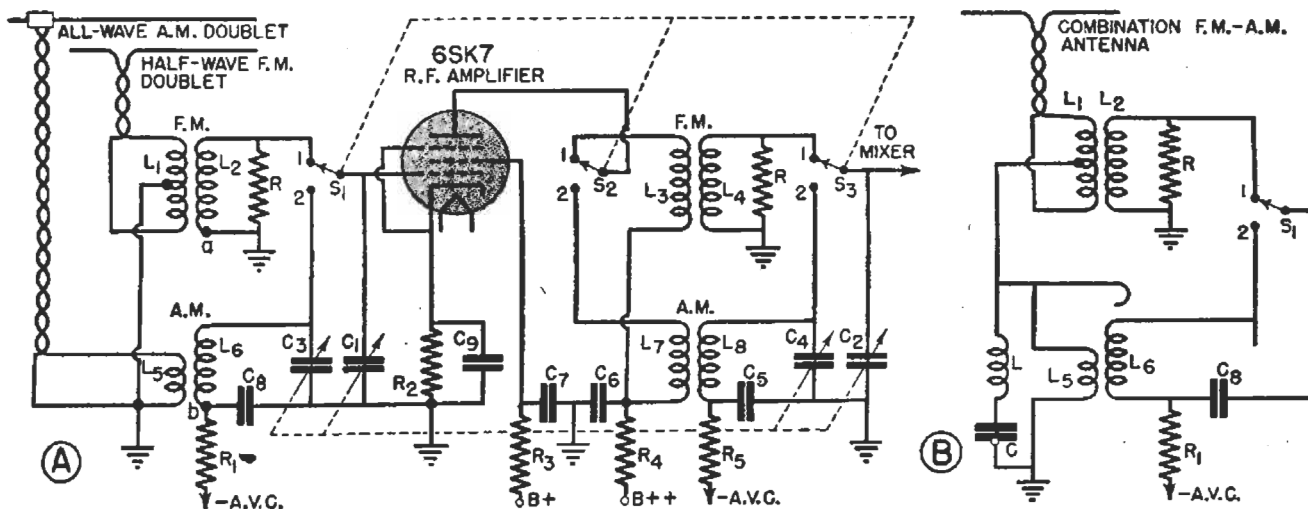 ALL-WAVE A.M. DOUBLET
HALF-WAVE F.M.
DOUBLET
6SK7
R.F. AMPLIFIER
F.M.
L1
L2
R
a
1
2
S1
A.M.
L5
L6
C8
b
R1
-A.V.C.
C3
C1
R2
C9
C7
C6
R3
B+
R4
B++
1
2
S2
F.M.
L3
L4
R
1
2
S3
TO
MIXER
A.M.
L7
L8
C5
R5
-A.V.C.
C4
C2
A
COMBINATION F.M.-A.M.
ANTENNA
L1
L2
R
1
2
S1
L
C
L5
L6
C8
R1
-A.V.C.
B